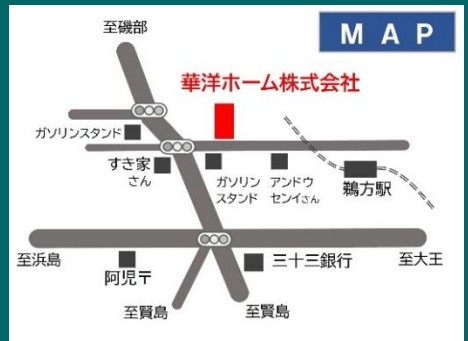 至磯部
MAP
華洋ホーム株式会社
ガソリンスタンド
すき家
さん
ガソリン
スタンド
アンドウ
センイさん
鵜方駅
至浜島
阿児〒
三十三銀行
至大王
至賢島
至賢島